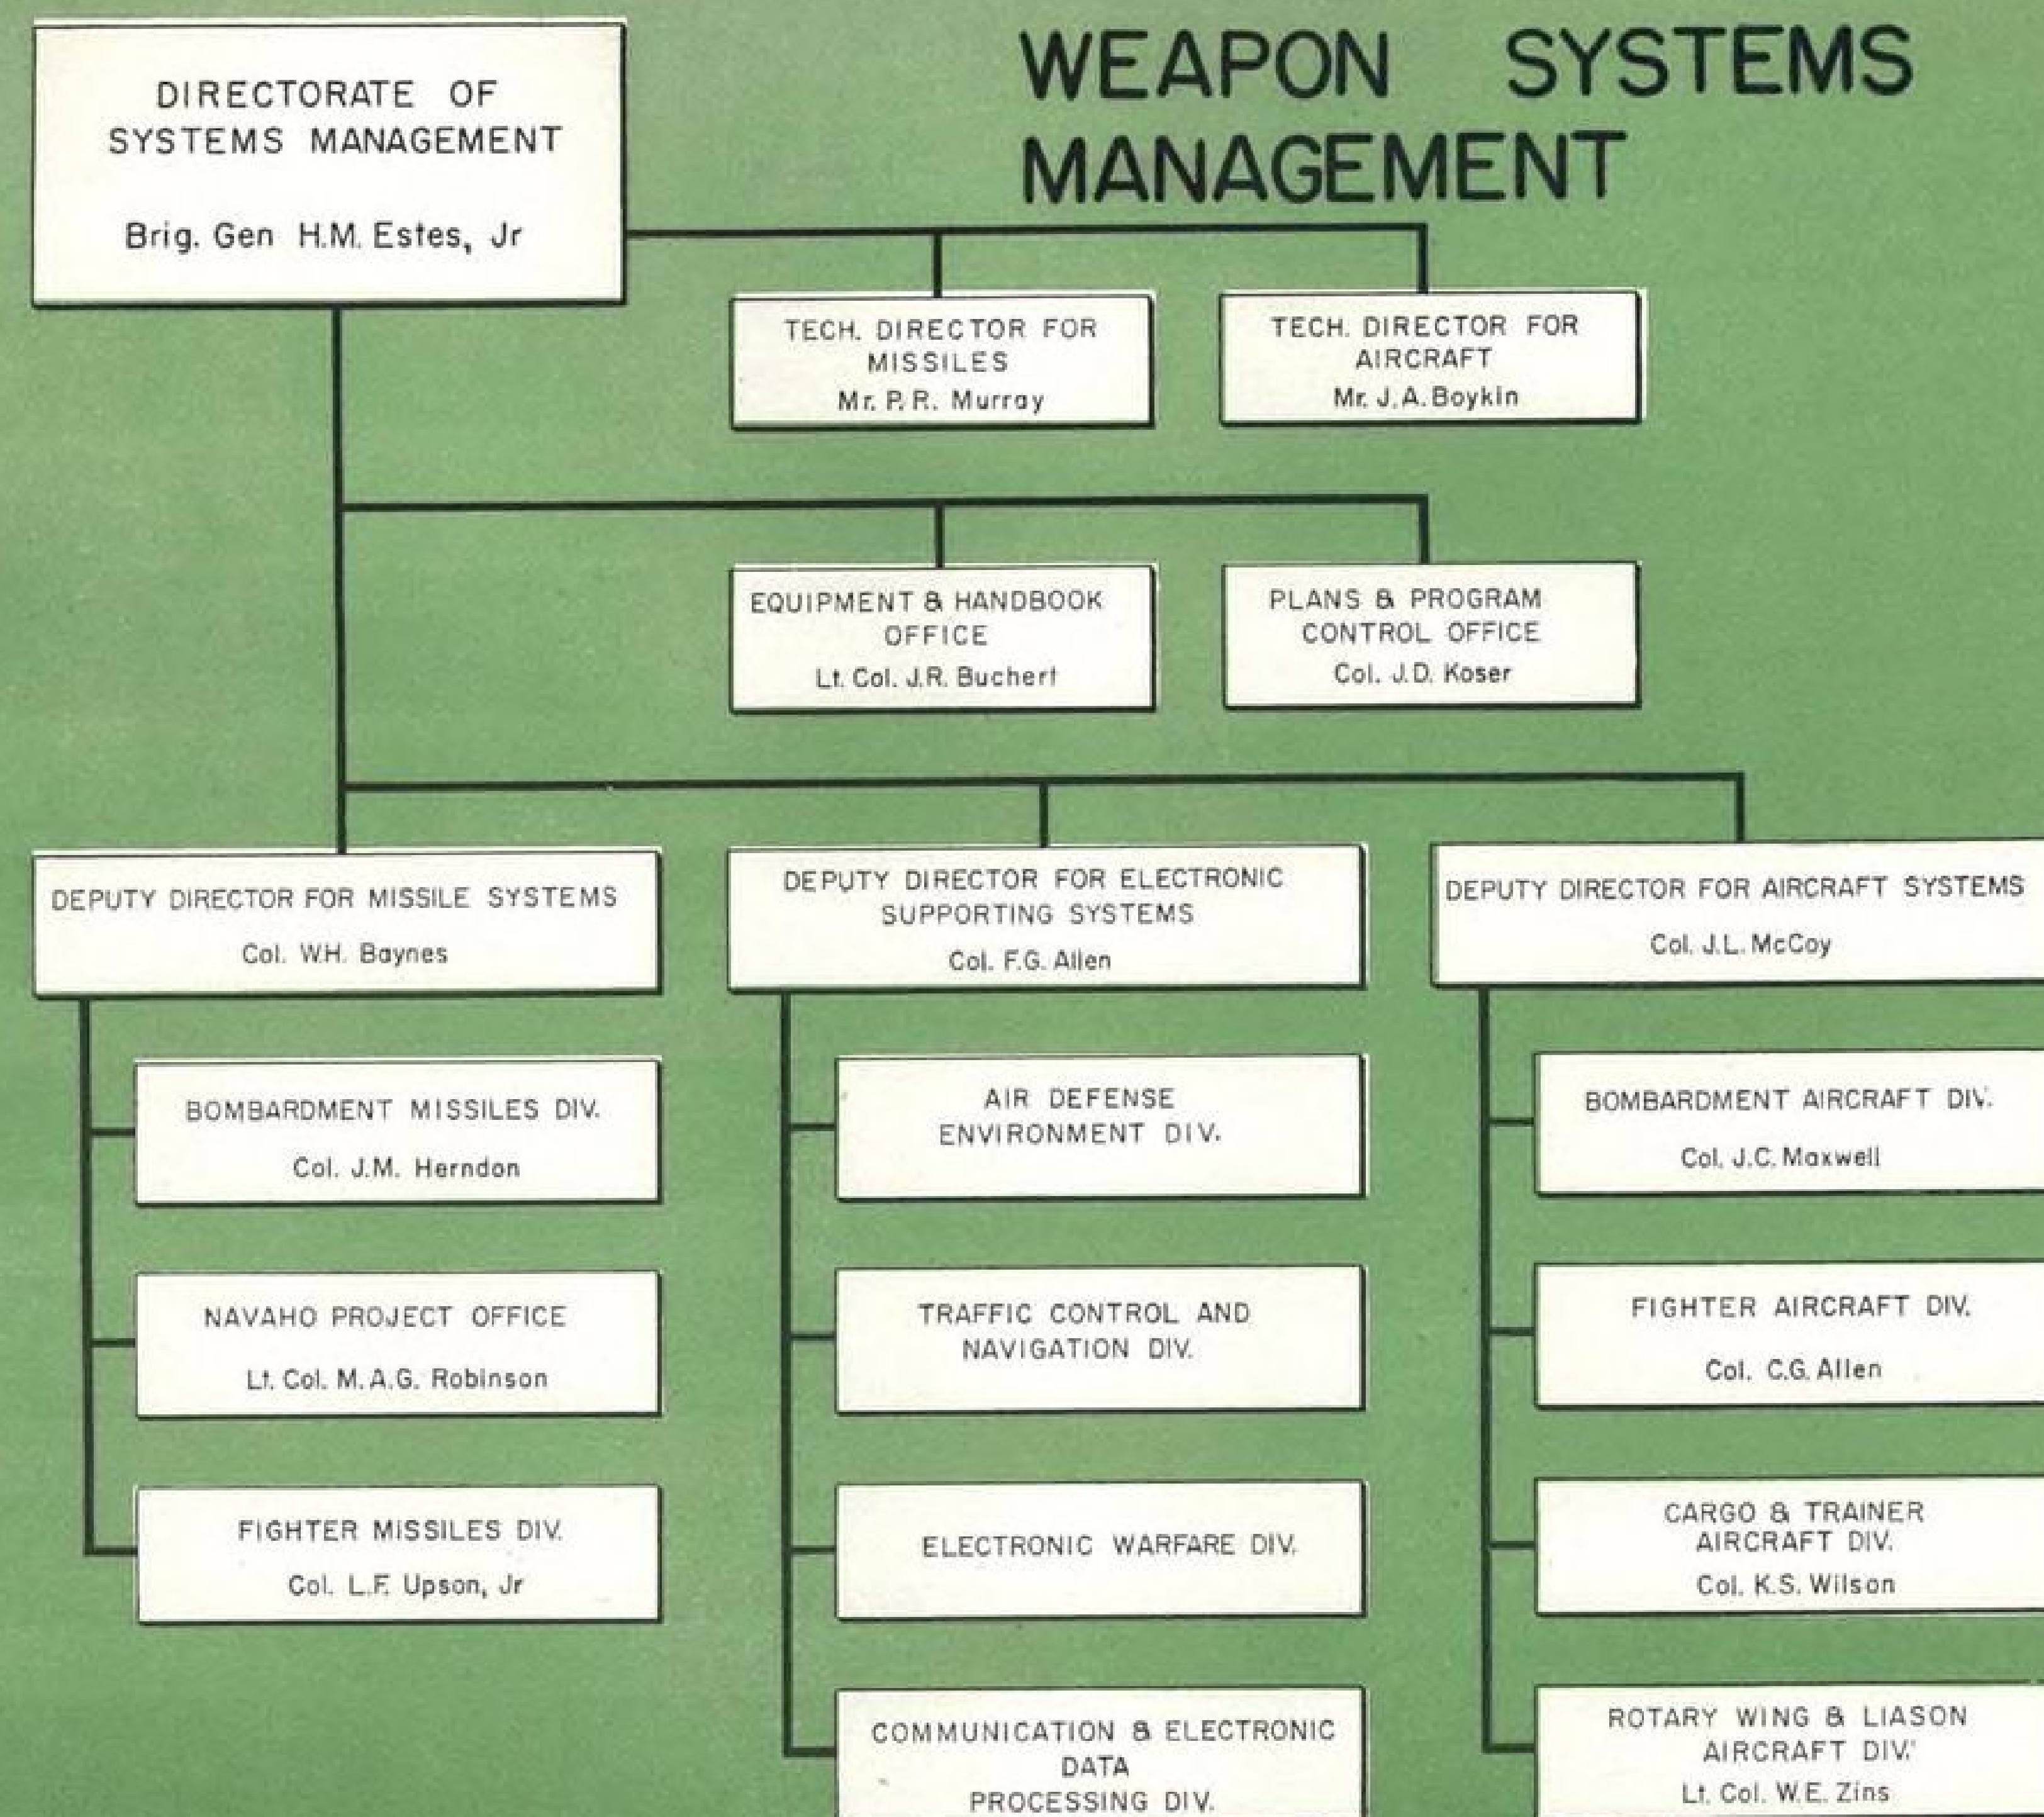 WEAPON SYSTEMS
MANAGEMENT
DIRECTORATE OF
SYSTEMS MANAGEMENT
Brig. Gen H.M. Estes, Jr
TECH. DIRECTOR FOR
MISSILES
Mr. P.R. Murray
TECH. DIRECTOR FOR
AIRCRAFT
Mr. J.A. Boykin
EQUIPMENT & HANDBOOK
OFFICE
Lt. Col. J.R. Buchert
PLANS & PROGRAM
CONTROL OFFICE
Col. J.D. Koser
DEPUTY DIRECTOR FOR MISSILE SYSTEMS
Col. W.H. Baynes
BOMBARDMENT MISSILES DIV.
Col. J.M. Herndon
NAVAHO PROJECT OFFICE
Lt. Col. M.A.G. Robinson
FIGHTER MISSILES DIV.
Col. L.F. Upson, Jr
DEPUTY DIRECTOR FOR ELECTRONIC
SUPPORTING SYSTEMS
Col. F.G. Allen
AIR DEFENSE
ENVIRONMENT DIV.
TRAFFIC CONTROL AND
NAVIGATION DIV.
ELECTRONIC WARFARE DIV.
COMMUNICATION & ELECTRONIC
DATA
PROCESSING DIV.
DEPUTY DIRECTOR FOR AIRCRAFT SYSTEMS
Col. J.L. McCoy
BOMBARDMENT AIRCRAFT DIV.
Col. J.C. Maxwell
FIGHTER AIRCRAFT DIV.
Col. C.G. Allen
CARGO & TRAINER
AIRCRAFT DIV.
Col. K.S. Wilson
ROTARY WING & LIASON
AIRCRAFT DIV.
Lt. Col. W.E. Zins